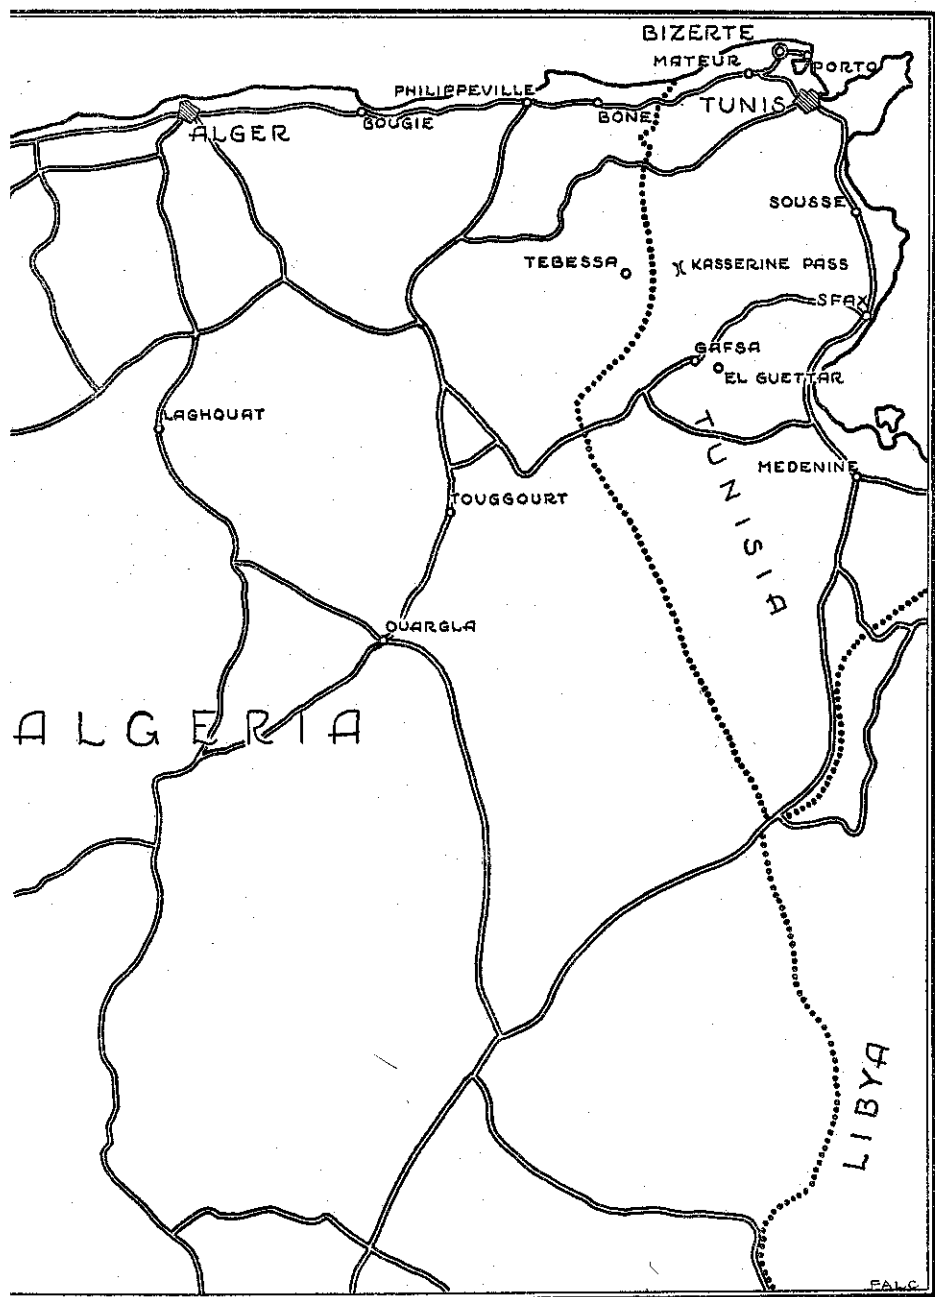 BIZERTE
MATEUR
PORTO
PHILIPPEVILLE
BONE
TUNIS
BOUGIE
ALGER
SOUSSE
TEBESSA
KASSERINE PASS
SFAX
GAFSA
EL GUETTAR
LAGHOUAT
TUNISIA
MEDENINE
TOUGGOURT
OUARGLA
ALGERIA
LIBYA
FALC